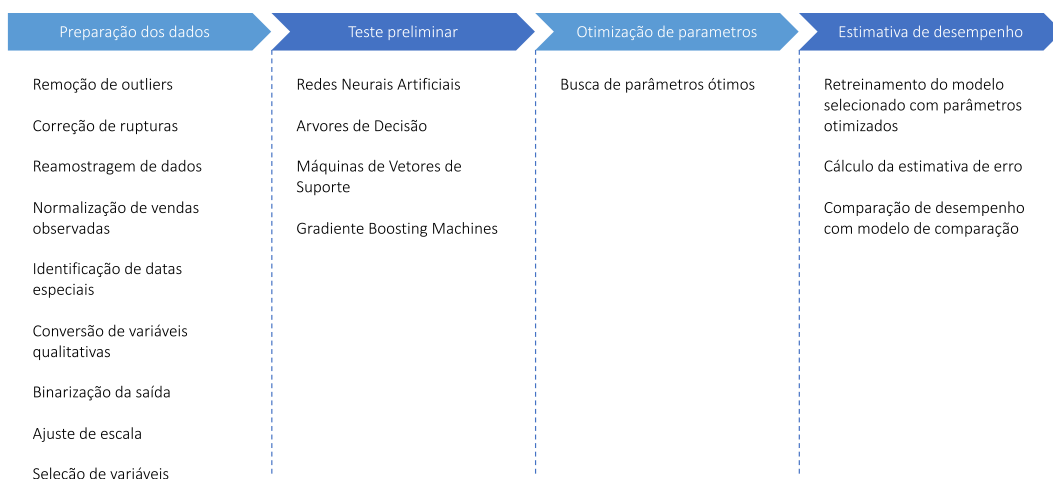 Preparação dos dados
Teste preliminar
Otimização de parametros
Estimativa de desempenho
Remoção de outliers
Correção de rupturas
Reamostragem de dados
Normalização de vendas
observadas
Identificação de datas
especiais
Conversão de variáveis
qualitativas
Binarização da saída
Ajuste de escala
Seleção de variáveis
Redes Neurais Artificiais
Arvores de Decisão
Máquinas de Vetores de
Suporte
Gradiente Boosting Machines
Busca de parâmetros ótimos
Retreinamento do modelo
selecionado com parâmetros
otimizados
Cálculo da estimativa de erro
Comparação de desempenho
com modelo de comparação